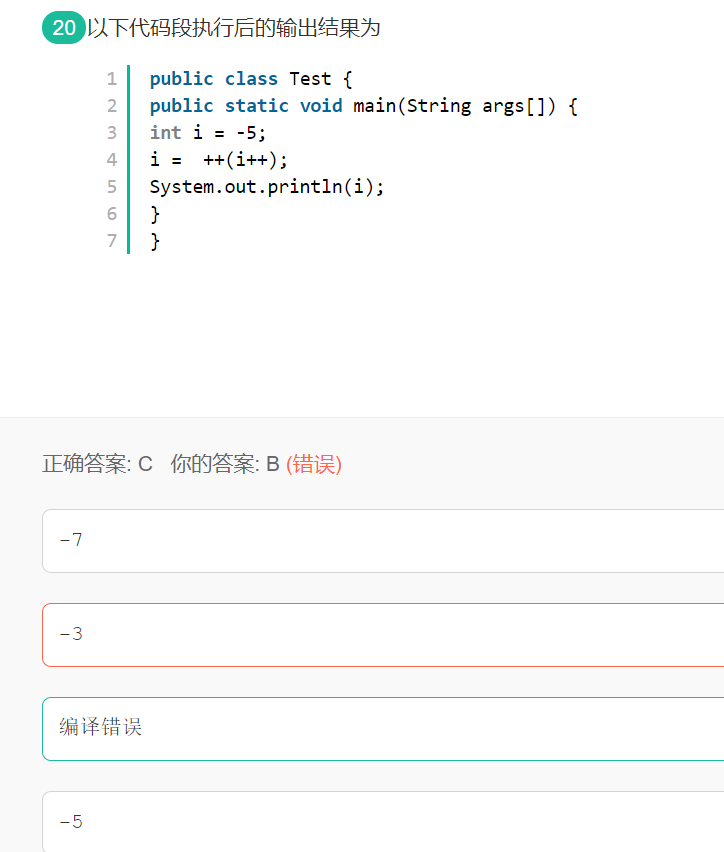 20 以下代码段执行后的输出结果为
1 public class Test {
2 public static void main(String args[]) {
3 int i = -5;
4 i =  ++(i++);
5 System.out.println(i);
6 }
7 }
正确答案: C 你的答案: B (错误)
-7
-3
编译错误
-5